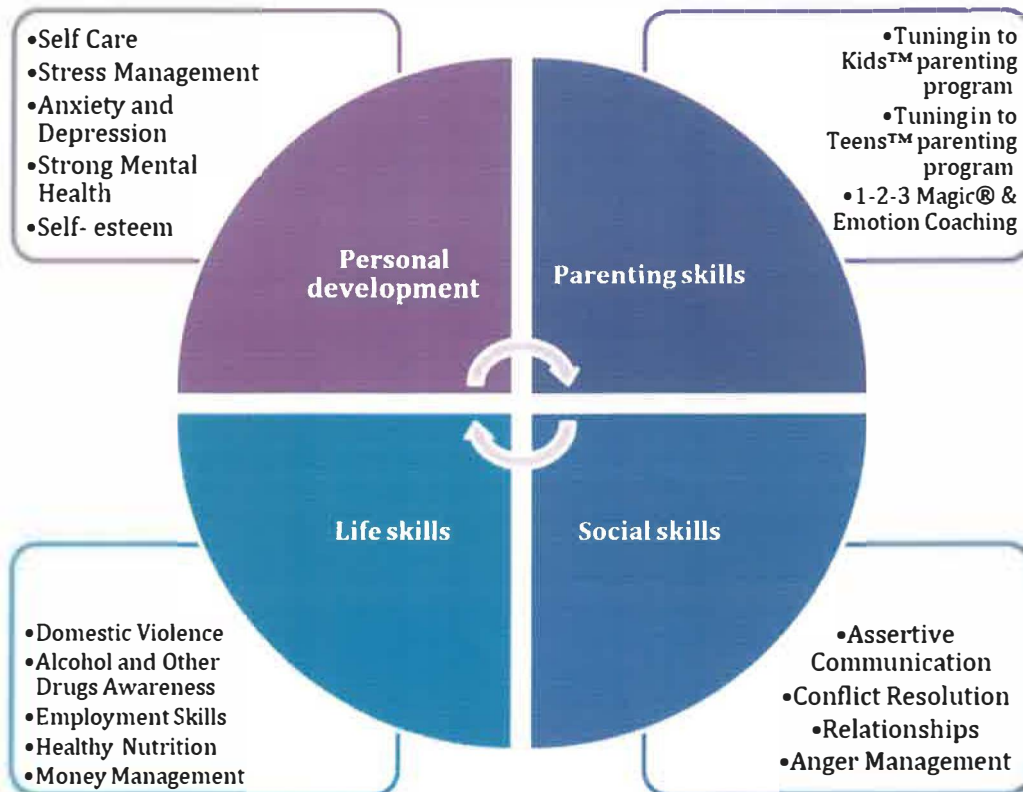 •Self Care
•Stress Management
•Anxiety and
Depression
•Strong Mental
Health
•Self- esteem
•Tuning in to
Kids™ parenting
program
•Tuning in to
Teens™ parenting
program
•1-2-3 Magic® &
Emotion Coaching
Personal
development
Parenting skills
Life skills
Social skills
•Domestic Violence
•Alcohol and Other
Drugs Awareness
•Employment Skills
•Healthy Nutrition
•Money Management
•Assertive
Communication
•Conflict Resolution
•Relationships
•Anger Management